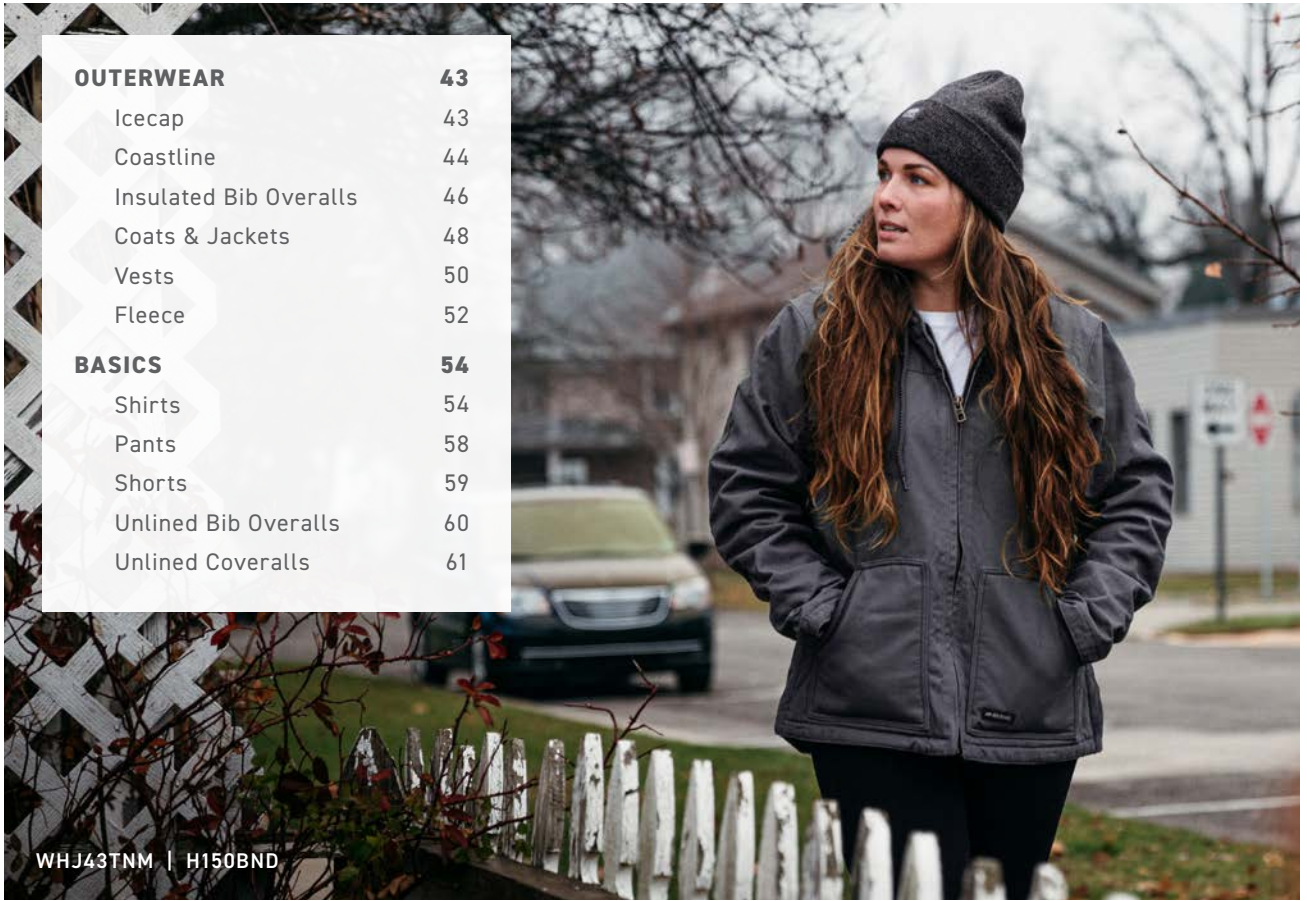 OUTERWEAR 43
Icecap 43
Coastline 44
Insulated Bib Overalls 46
Coats & Jackets 48
Vests 50
Fleece 52
BASICS 54
Shirts 54
Pants 58
Shorts 59
Unlined Bib Overalls 60
Unlined Coveralls 61
WHJ43TNM | H150BND